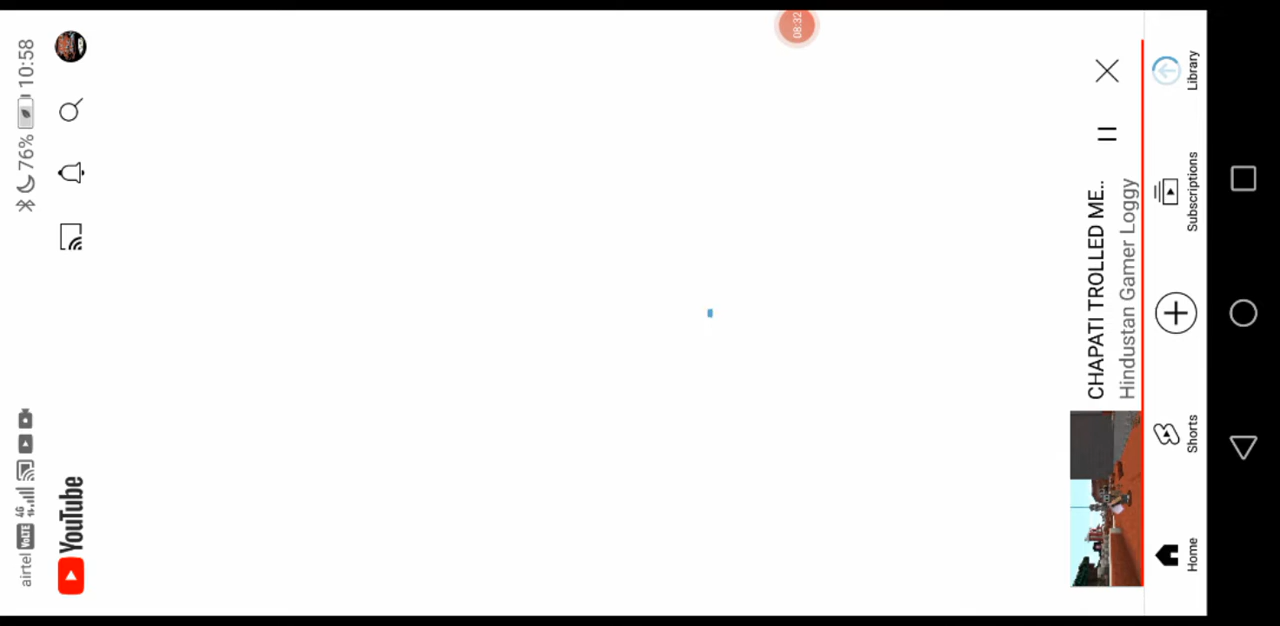 airtel VoLTE 4G 76% 10:58
YouTube
08:32
CHAPATI TROLLED ME..
Hindustan Gamer Loggy
Home
Shorts
Subscriptions
Library